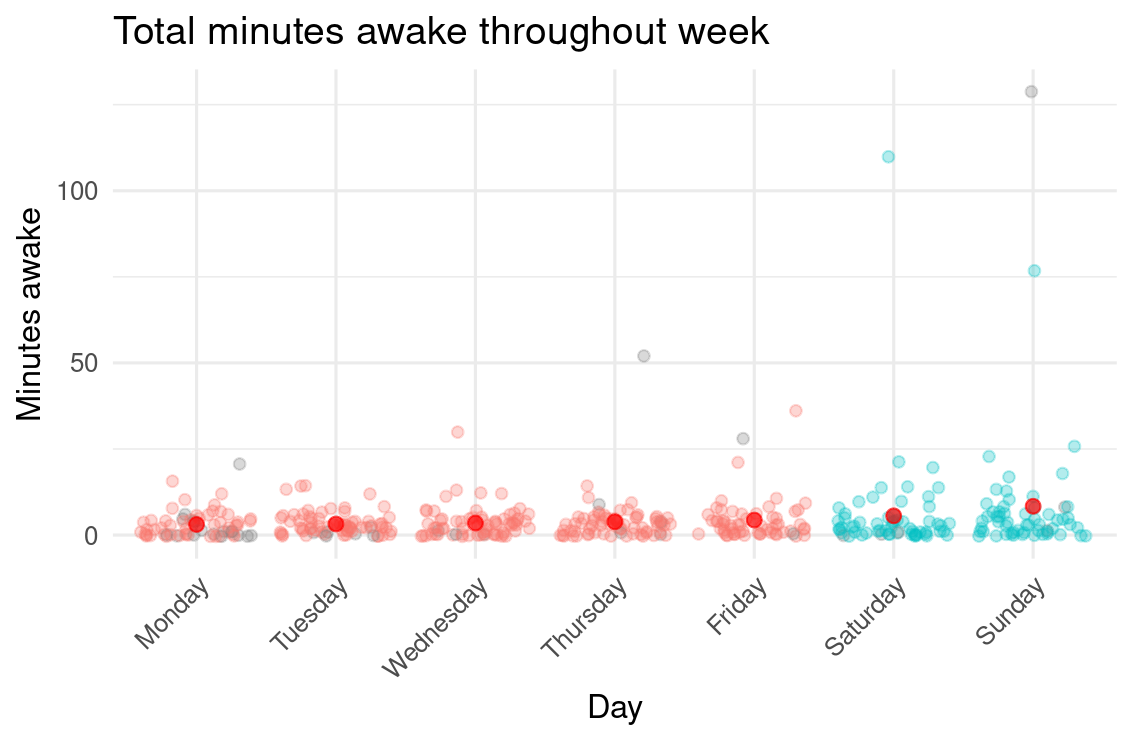 Total minutes awake throughout week
Minutes awake
100
50
0
Monday
Tuesday
Wednesday
Thursday
Friday
Saturday
Sunday
Day